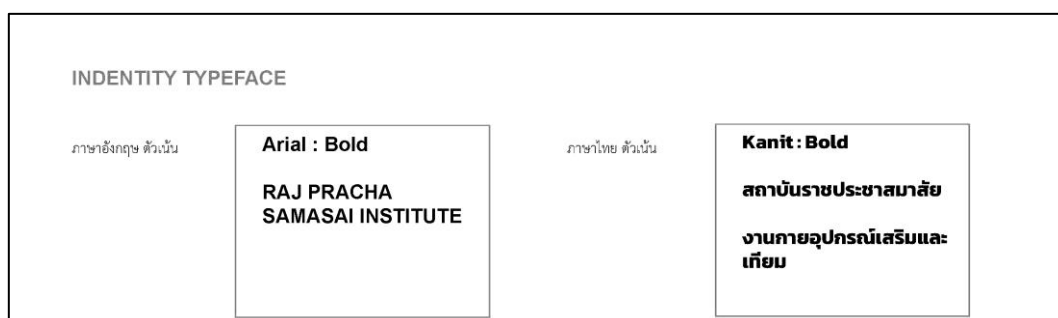 INDENTITY TYPEFACE
ภาษาอังกฤษ ตัวเน้น
Arial : Bold
RAJ PRACHA
SAMASAI INSTITUTE
ภาษาไทย ตัวเน้น
Kanit : Bold
สถาบันราชประชาสมาสัย
งานกายอุปกรณ์เสริมและ
เทียม